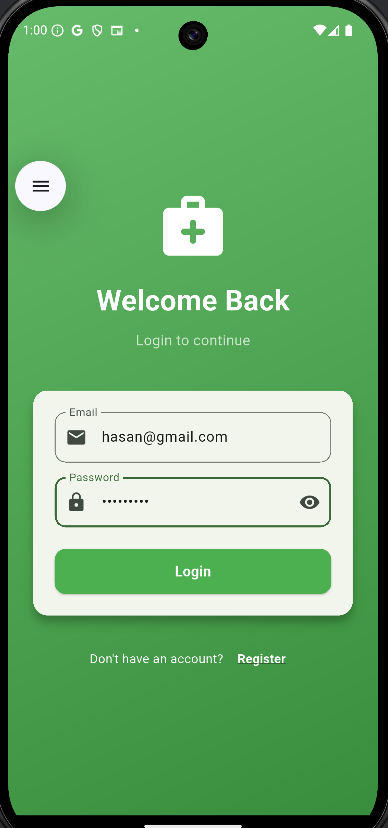 1:00
Welcome Back
Login to continue
Email
hasan@gmail.com
Password
•••••••••
Login
Don't have an account? Register